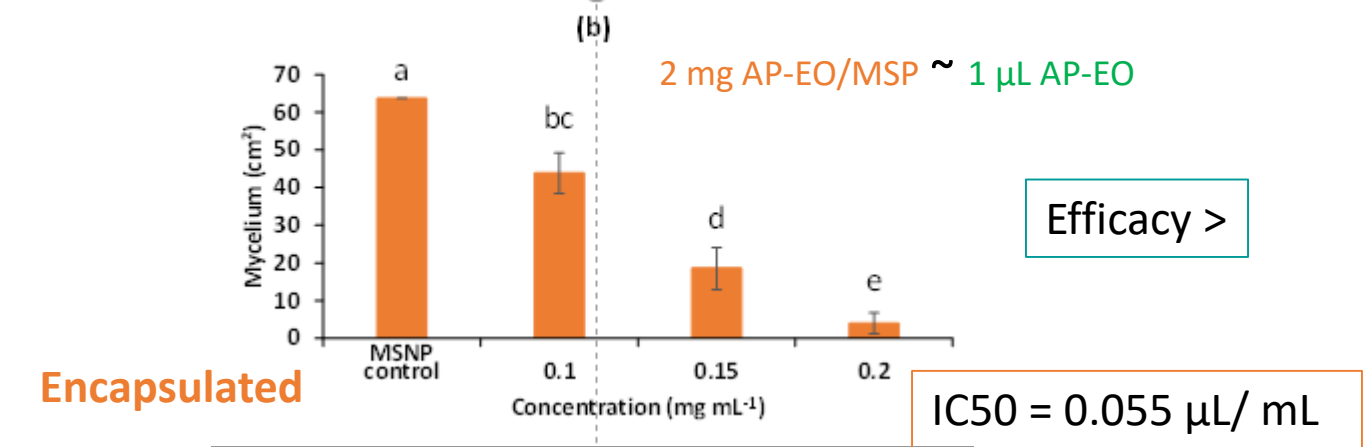 (b)
2 mg AP-EO/MSP ~ 1 µL AP-EO
Mycelium (cm²)
70
60
50
40
30
20
10
0
a
bc
d
e
MSNP
control
0.1
0.15
0.2
Concentration (mg mL⁻¹)
Encapsulated
Efficacy >
IC50 = 0.055 µL/ mL